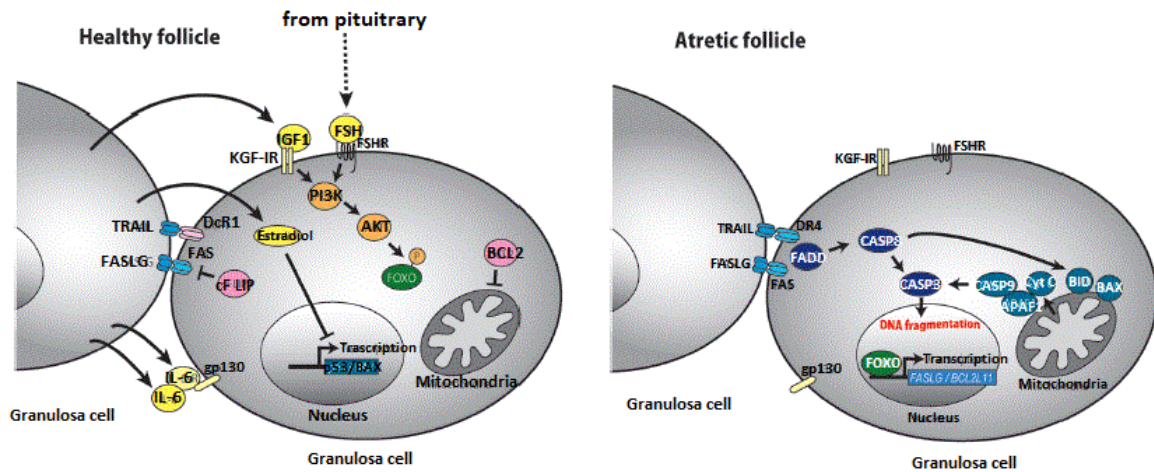 from pituitrary
Healthy follicle
IGF1
FSH
KGF-IR
FSHR
PI3K
TRAIL
DcR1
Estradiol
AKT
P
FOXO
BCL2
FASLG
FAS
cFLIP
Trascription
p53/BAX
Mitochondria
gp130
IL-6
IL-6
Nucleus
Granulosa cell
Granulosa cell
Atretic follicle
KGF-IR
FSHR
TRAIL
DR4
FADD
CASP8
FASLG
FAS
CASP3
CASP9
Cyt C
APAF1
BID
BAX
DNA fragmentation
FOXO
Transcription
FASLG / BCL2L11
Mitochondria
gp130
Nucleus
Granulosa cell
Granulosa cell